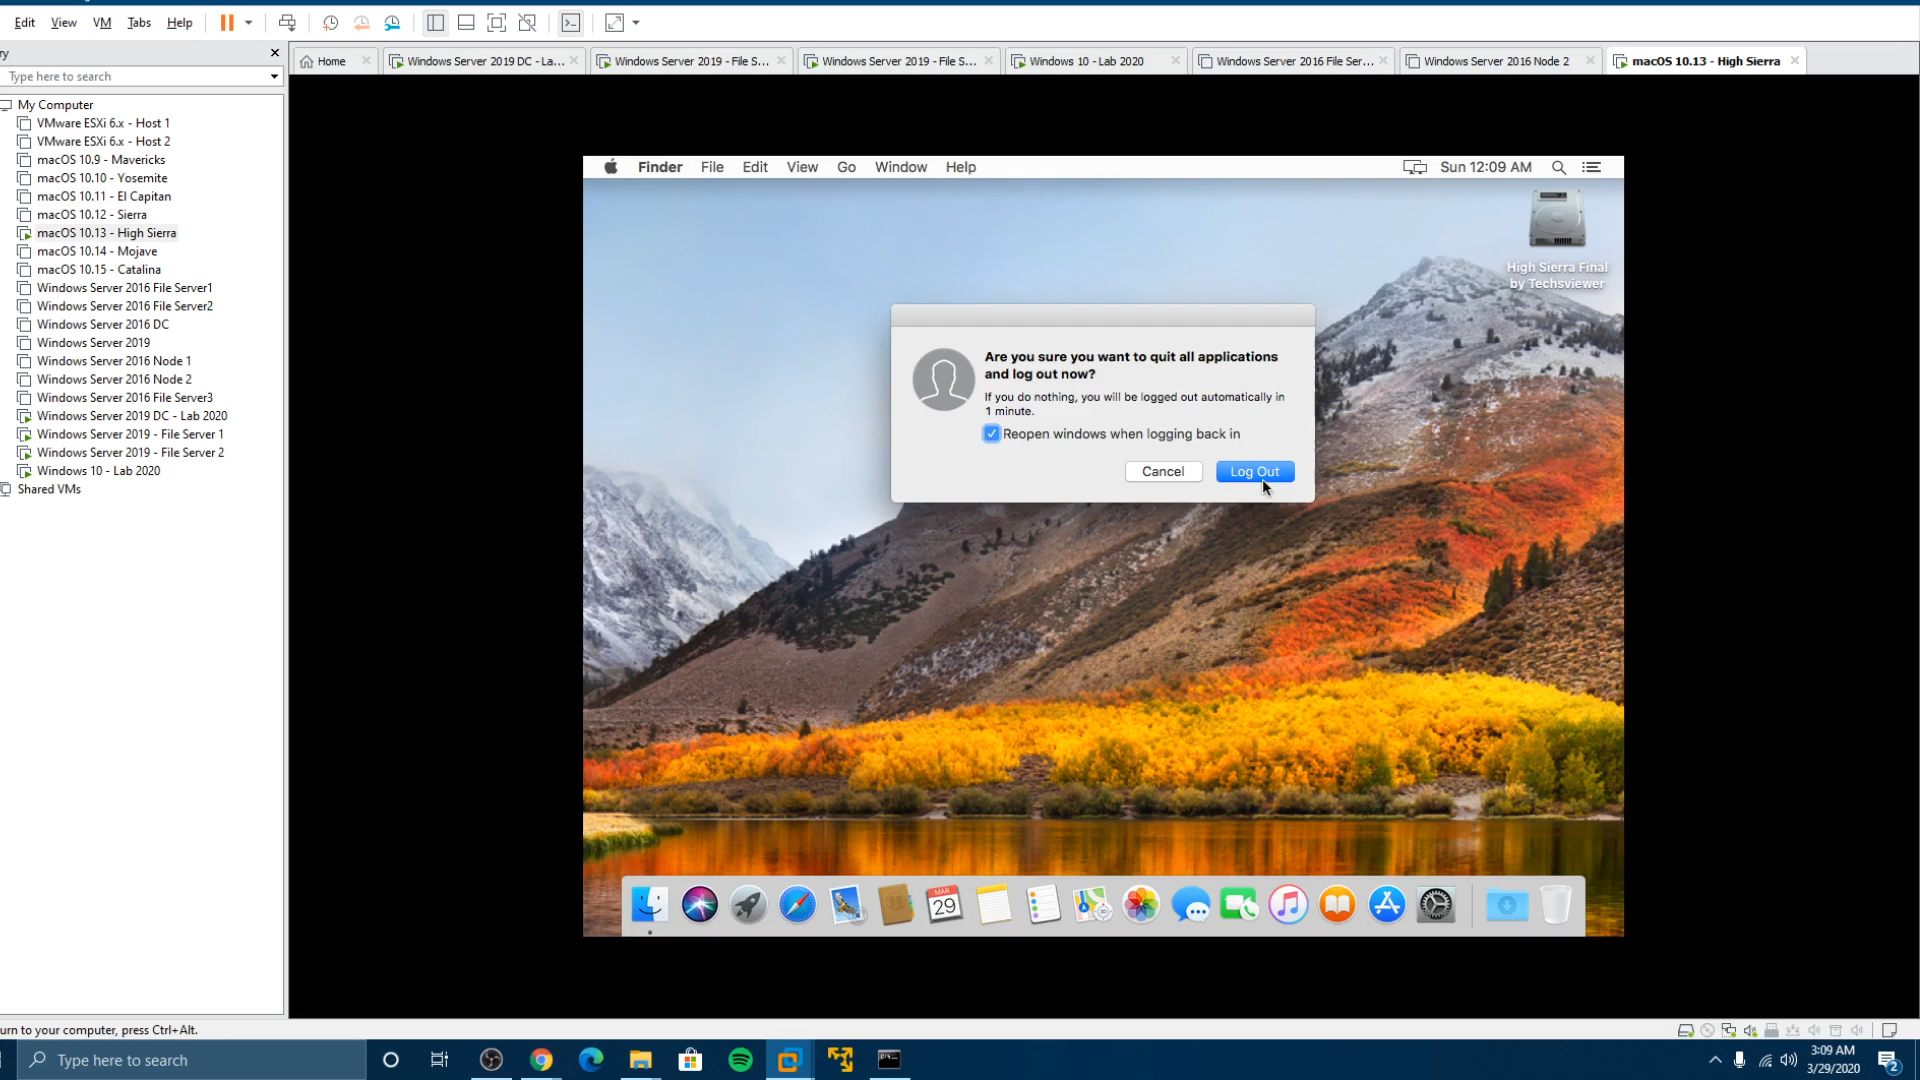 Edit View VM Tabs Help
ry
Type here to search
Home
Windows Server 2019 DC - La...
Windows Server 2019 - File S...
Windows Server 2019 - File S...
Windows 10 - Lab 2020
Windows Server 2016 File Ser...
Windows Server 2016 Node 2
macOS 10.13 - High Sierra
My Computer
VMware ESXi 6.x - Host 1
VMware ESXi 6.x - Host 2
macOS 10.9 - Mavericks
macOS 10.10 - Yosemite
macOS 10.11 - El Capitan
macOS 10.12 - Sierra
macOS 10.13 - High Sierra
macOS 10.14 - Mojave
macOS 10.15 - Catalina
Windows Server 2016 File Server1
Windows Server 2016 File Server2
Windows Server 2016 DC
Windows Server 2019
Windows Server 2016 Node 1
Windows Server 2016 Node 2
Windows Server 2016 File Server3
Windows Server 2019 DC - Lab 2020
Windows Server 2019 - File Server 1
Windows Server 2019 - File Server 2
Windows 10 - Lab 2020
Shared VMs
Finder File Edit View Go Window Help
Sun 12:09 AM
High Sierra Final
by Techsviewer
Are you sure you want to quit all applications
and log out now?
If you do nothing, you will be logged out automatically in
1 minute.
Reopen windows when logging back in
Cancel Log Out
MAR
29
urn to your computer, press Ctrl+Alt.
Type here to search
3:09 AM
3/29/2020
2